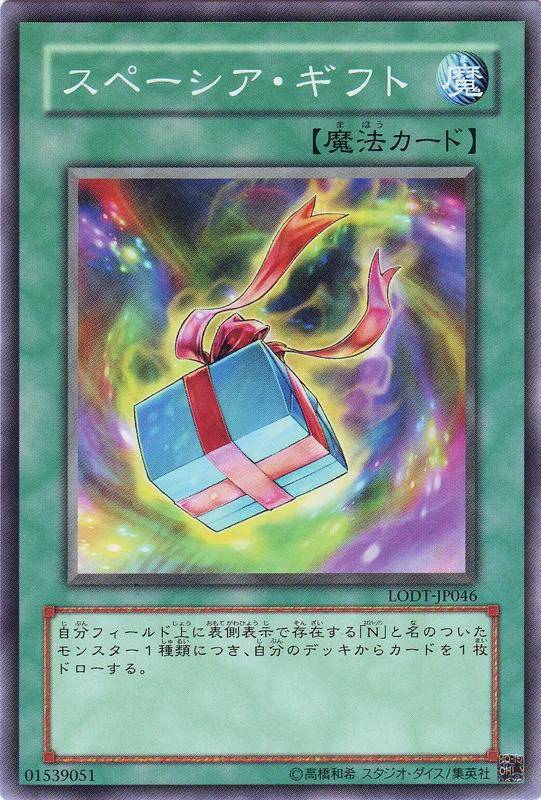 スペーシア・ギフト
魔
【魔法カード】
LODT-JP046
自分フィールド上に表側表示で存在する「N」と名のついた
モンスター1種類につき、自分のデッキからカードを1枚
ドローする。
01539051
©高橋和希 スタジオ・ダイス/集英社